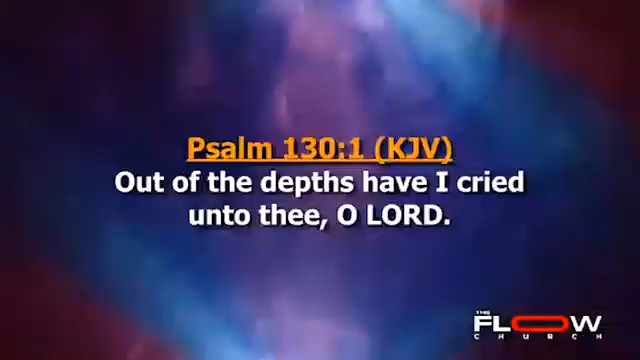 Psalm 130:1 (KJV)
Out of the depths have I cried
unto thee, O LORD.
THE
FLOW
CHURCH